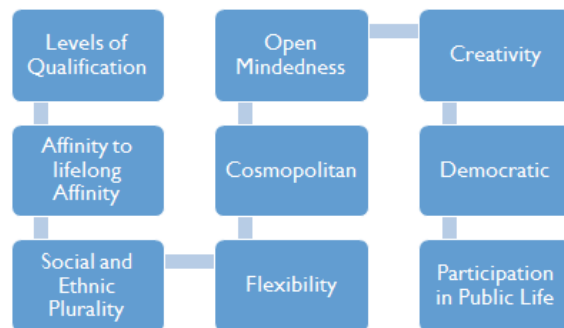 Levels of
Qualification
Affinity to
lifelong
Affinity
Social and
Ethnic
Plurality
Flexibility
Cosmopolitan
Open
Mindedness
Creativity
Democratic
Participation
in Public Life